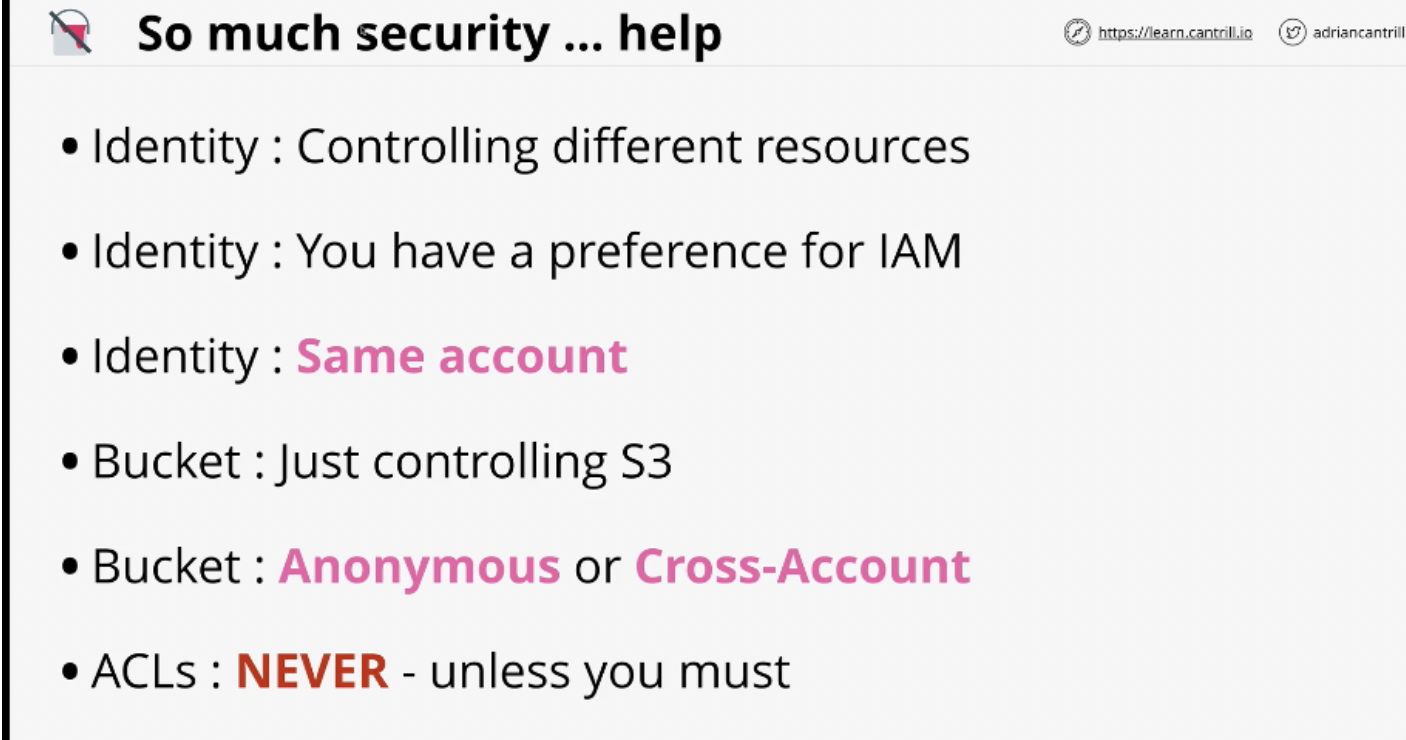 So much security ... help
https://learn.cantrill.io
adriancantrill
• Identity : Controlling different resources
• Identity : You have a preference for IAM
• Identity : Same account
• Bucket : Just controlling S3
• Bucket : Anonymous or Cross-Account
• ACLs : NEVER - unless you must